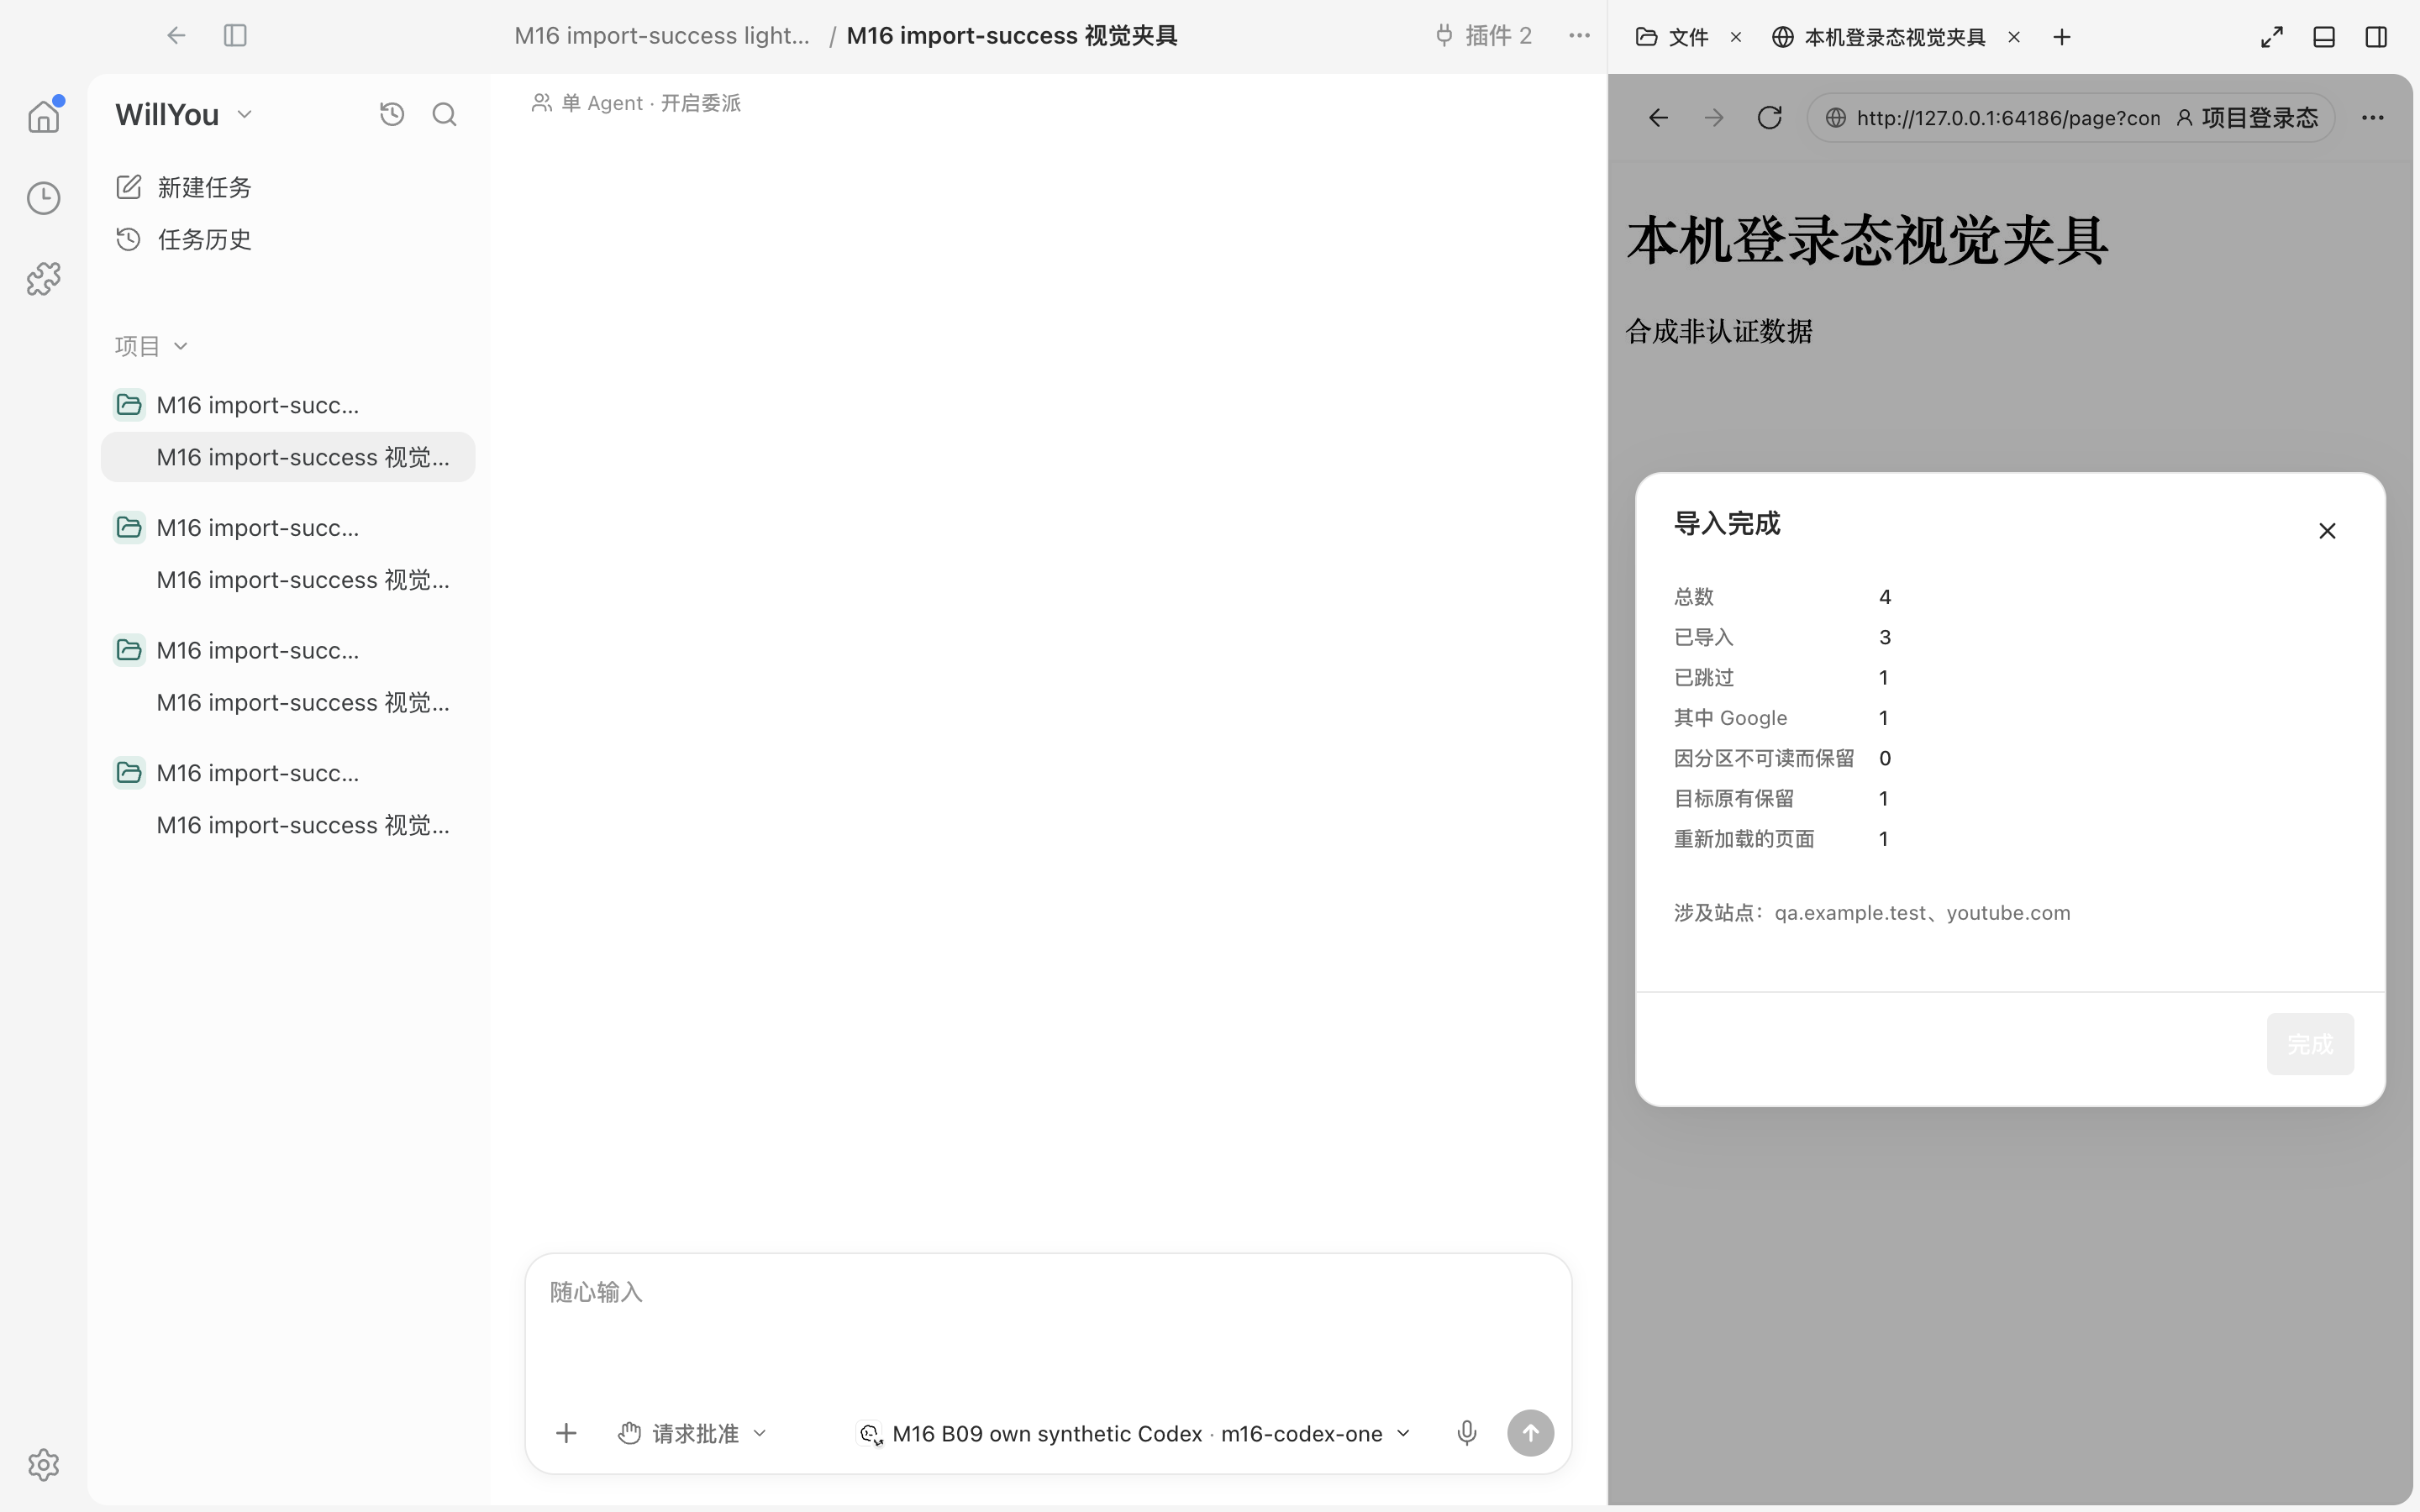 M16 import-success light... / M16 import-success 视觉夹具
插件 2
文件
本机登录态视觉夹具
WillYou
新建任务
任务历史
项目
M16 import-succ...
M16 import-success 视觉...
M16 import-succ...
M16 import-success 视觉...
M16 import-succ...
M16 import-success 视觉...
M16 import-succ...
M16 import-success 视觉...
单 Agent · 开启委派
随心输入
请求批准
M16 B09 own synthetic Codex · m16-codex-one
http://127.0.0.1:64186/page?con
项目登录态
本机登录态视觉夹具
合成非认证数据
导入完成
总数 4
已导入 3
已跳过 1
其中 Google 1
因分区不可读而保留 0
目标原有保留 1
重新加载的页面 1
涉及站点：qa.example.test、youtube.com
完成